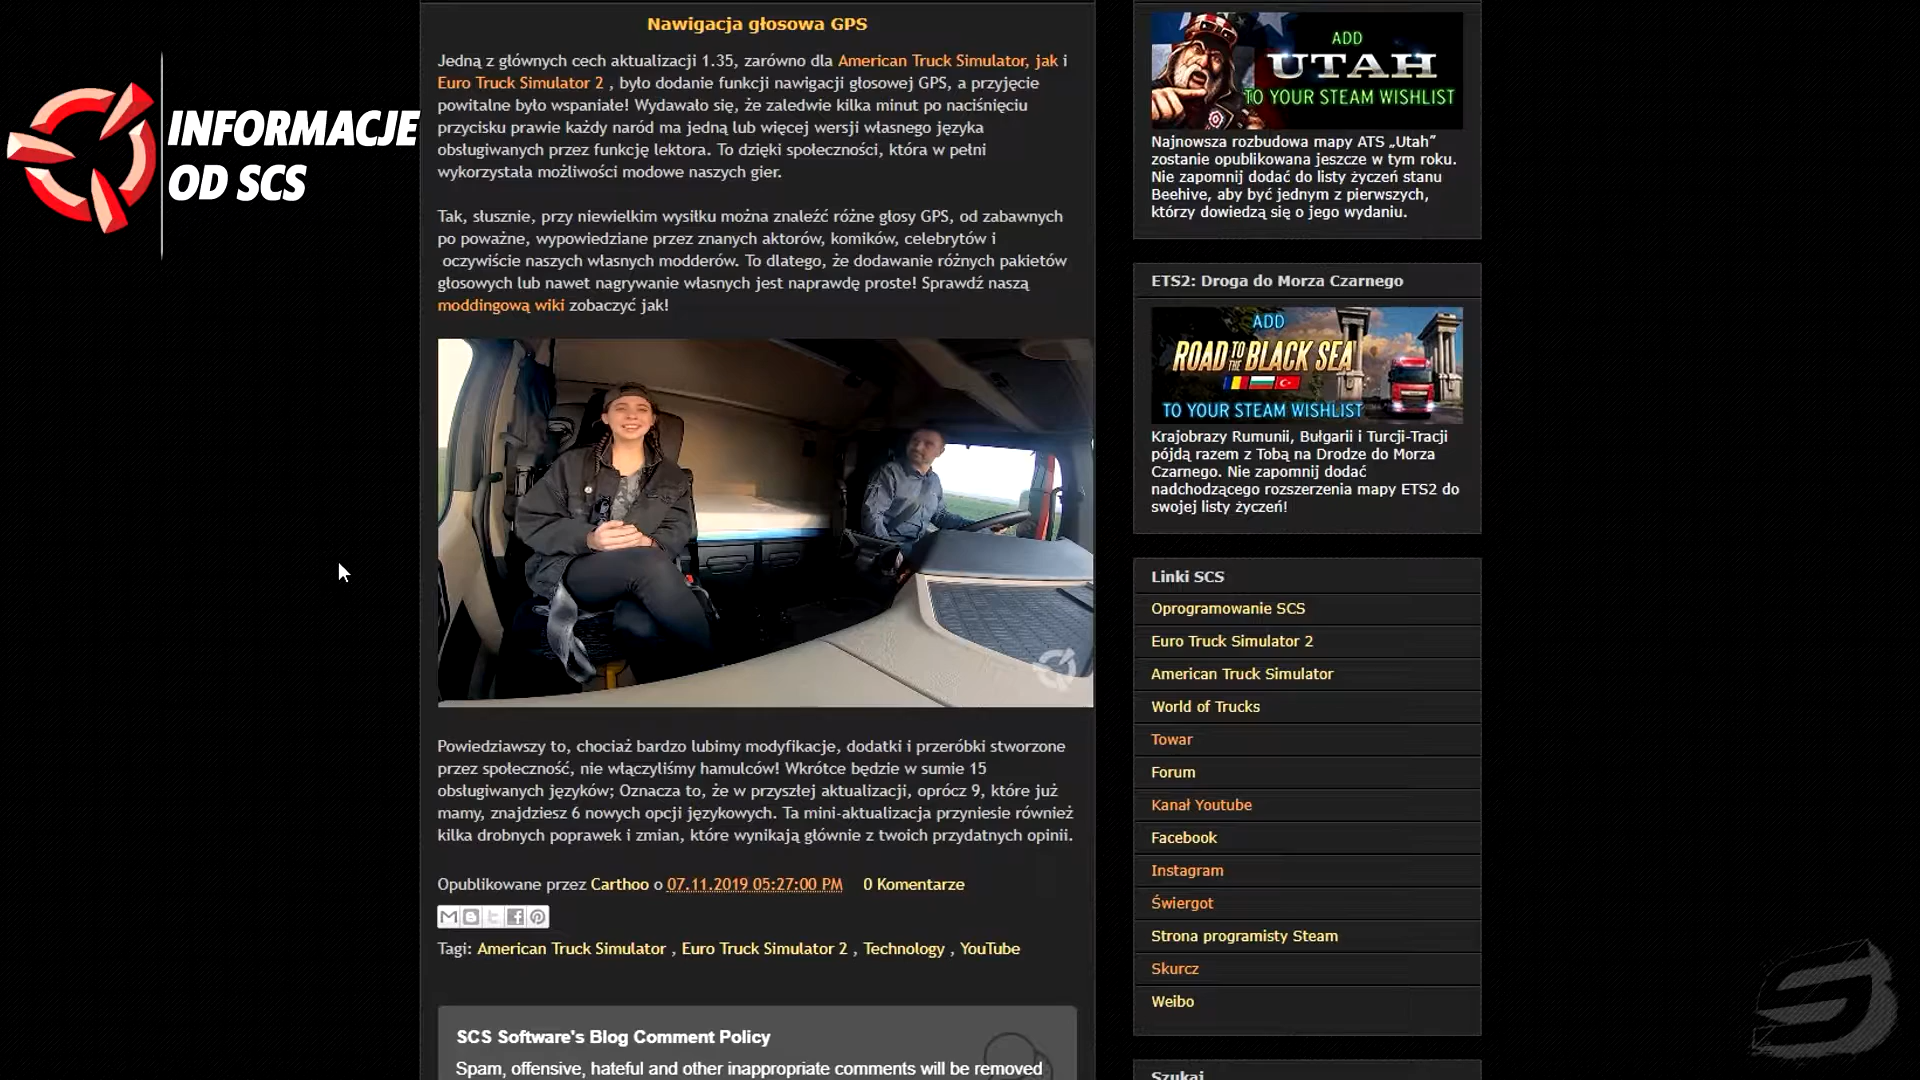 INFORMACJE
OD SCS
Nawigacja głosowa GPS
Jedną z głównych cech aktualizacji 1.35, zarówno dla American Truck Simulator, jak i
Euro Truck Simulator 2 , było dodanie funkcji nawigacji głosowej GPS, a przyjęcie
powitalne było wspaniałe! Wydawało się, że zaledwie kilka minut po naciśnięciu
przycisku prawie każdy naród ma jedną lub więcej wersji własnego języka
obsługiwanych przez funkcję lektora. To dzięki społeczności, która w pełni
wykorzystała możliwości modowe naszych gier.
Tak, słusznie, przy niewielkim wysiłku można znaleźć różne głosy GPS, od zabawnych
po poważne, wypowiedziane przez znanych aktorów, komików, celebrytów i
oczywiście naszych własnych modderów. To dlatego, że dodawanie różnych pakietów
głosowych lub nawet nagrywanie własnych jest naprawdę proste! Sprawdź naszą
moddingową wiki zobaczyć jak!
Powiedziawszy to, chociaż bardzo lubimy modyfikacje, dodatki i przeróbki stworzone
przez społeczność, nie włączyliśmy hamulców! Wkrótce będzie w sumie 15
obsługiwanych języków; Oznacza to, że w przyszłej aktualizacji, oprócz 9, które już
mamy, znajdziesz 6 nowych opcji językowych. Ta mini-aktualizacja przyniesie również
kilka drobnych poprawek i zmian, które wynikają głównie z twoich przydatnych opinii.
Opublikowane przez Carthoo o 07.11.2019 05:27:00 PM 0 Komentarze
Tagi: American Truck Simulator , Euro Truck Simulator 2 , Technology , YouTube
SCS Software's Blog Comment Policy
Spam, offensive, hateful and other inappropriate comments will be removed
ADD
UTAH
TO YOUR STEAM WISHLIST
Najnowsza rozbudowa mapy ATS „Utah”
zostanie opublikowana jeszcze w tym roku.
Nie zapomnij dodać do listy życzeń stanu
Beehive, aby być jednym z pierwszych,
którzy dowiedzą się o jego wydaniu.
ETS2: Droga do Morza Czarnego
ADD
ROAD TO THE BLACK SEA
TO YOUR STEAM WISHLIST
Krajobrazy Rumunii, Bułgarii i Turcji-Tracji
pójdą razem z Tobą na Drodze do Morza
Czarnego. Nie zapomnij dodać
nadchodzącego rozszerzenia mapy ETS2 do
swojej listy życzeń!
Linki SCS
Oprogramowanie SCS
Euro Truck Simulator 2
American Truck Simulator
World of Trucks
Towar
Forum
Kanał Youtube
Facebook
Instagram
Świergot
Strona programisty Steam
Skurcz
Weibo
Szukaj